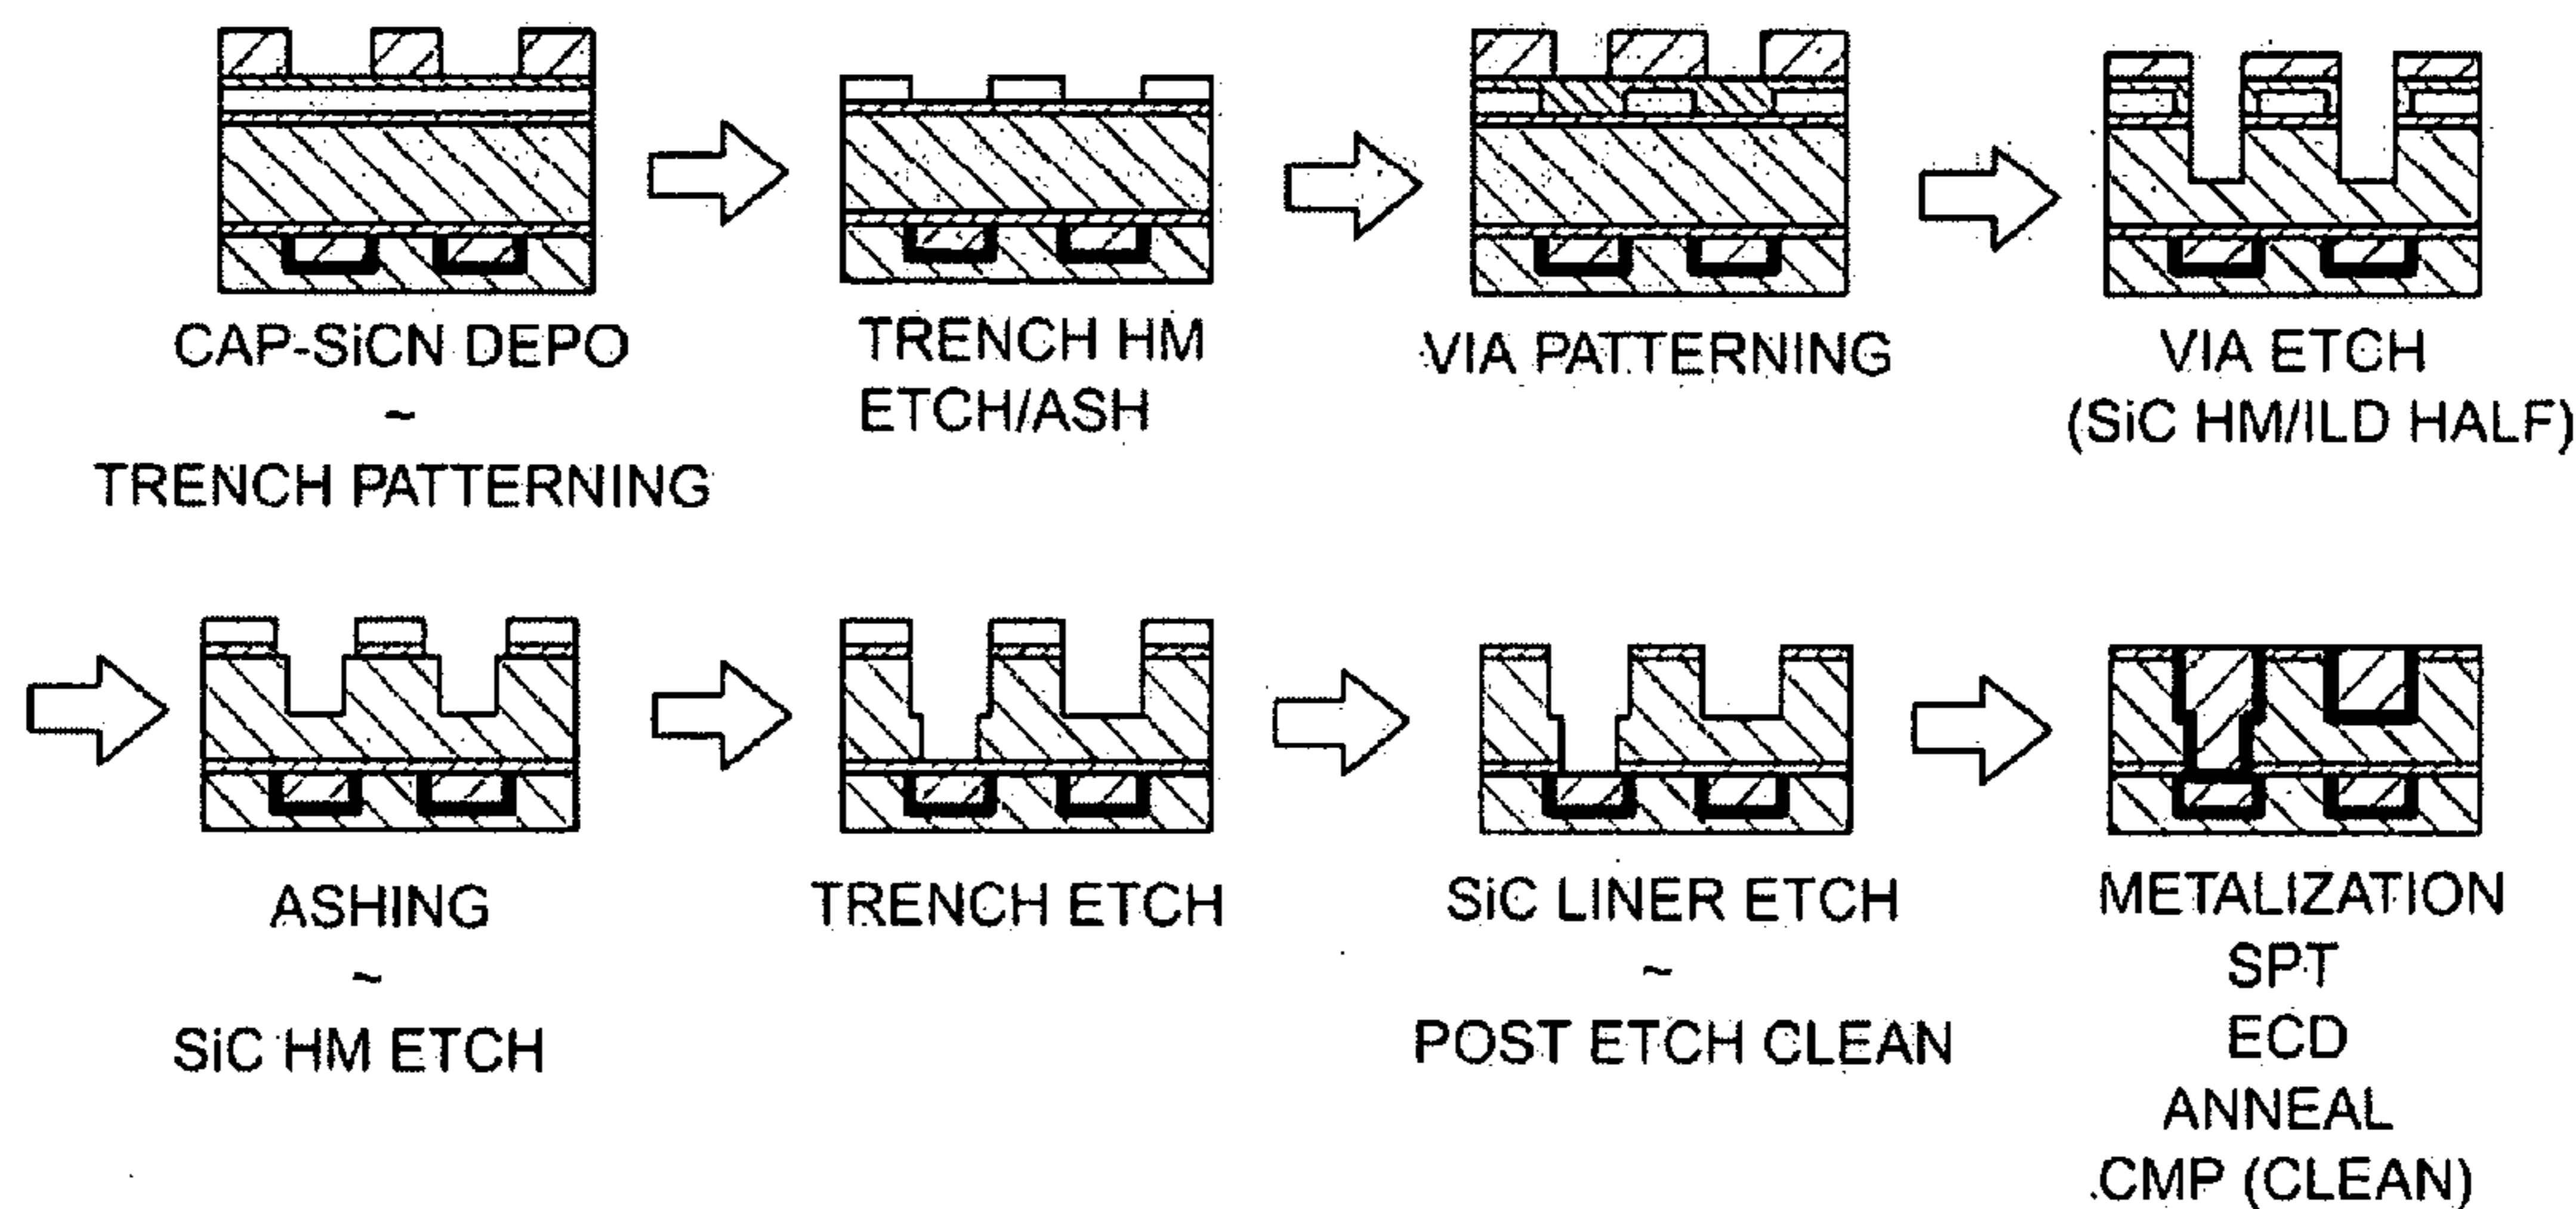 CAP-SiCN DEPO
~
TRENCH PATTERNING
TRENCH HM
ETCH/ASH
VIA PATTERNING
VIA ETCH
(SiC HM/ILD HALF)
ASHING
~
SiC HM ETCH
TRENCH ETCH
SiC LINER ETCH
~
POST ETCH CLEAN
METALIZATION
SPT
ECD
ANNEAL
CMP (CLEAN)